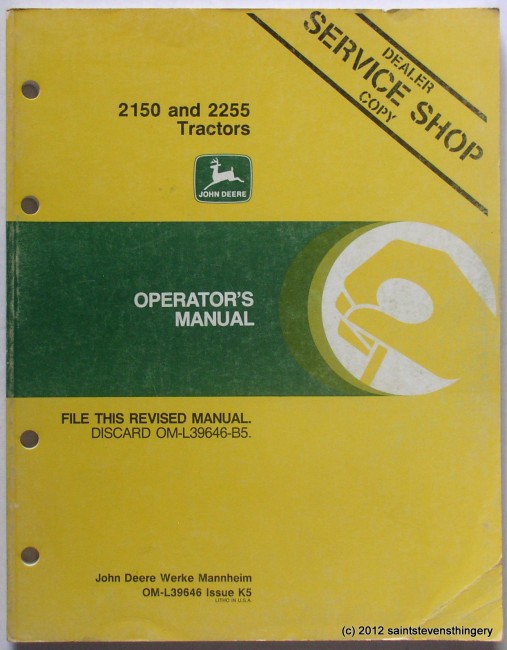 DEALER
SERVICE SHOP
COPY
2150 and 2255
Tractors
JOHN DEERE
OPERATOR'S
MANUAL
FILE THIS REVISED MANUAL.
DISCARD OM-L39646-B5.
John Deere Werke Mannheim
OM-L39646 Issue K5
LITHO IN U.S.A.
(c) 2012 saintstevensthingery